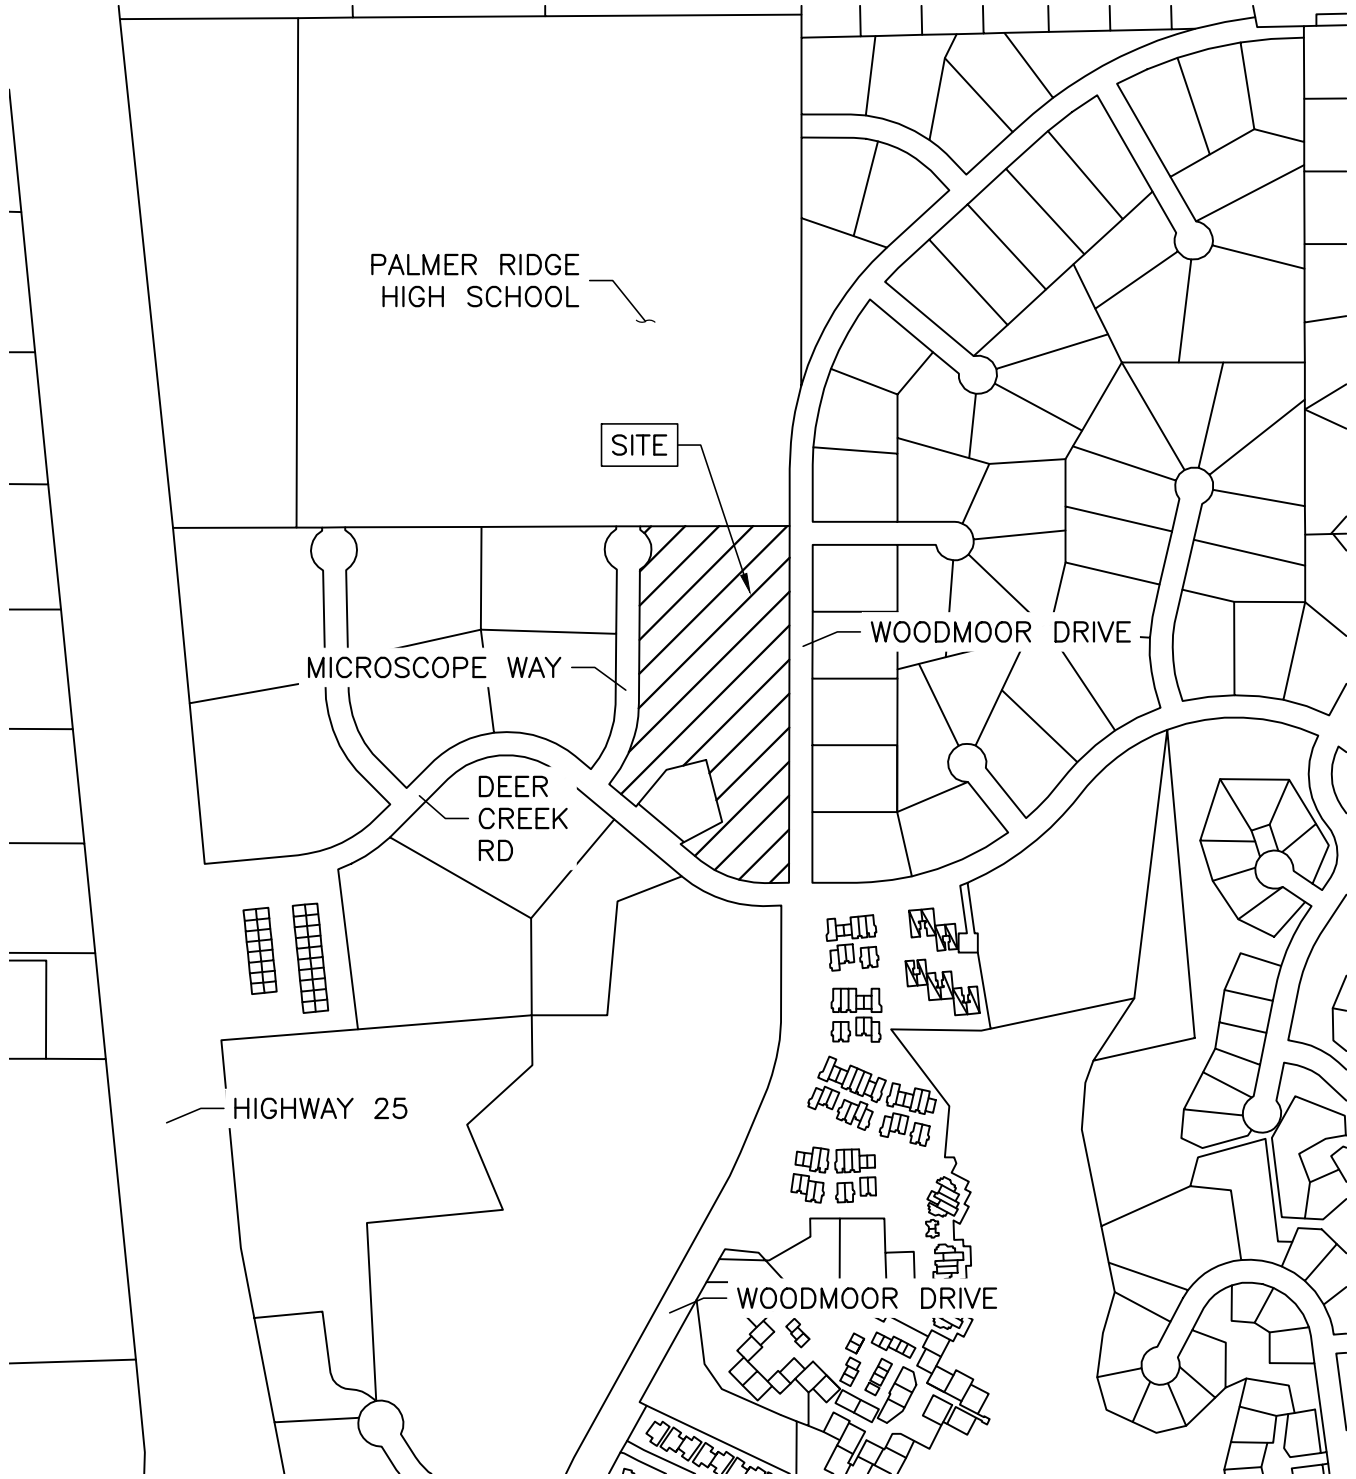 PALMER RIDGE
HIGH SCHOOL
SITE
WOODMOOR DRIVE
MICROSCOPE WAY
DEER
CREEK
RD
HIGHWAY 25
WOODMOOR DRIVE